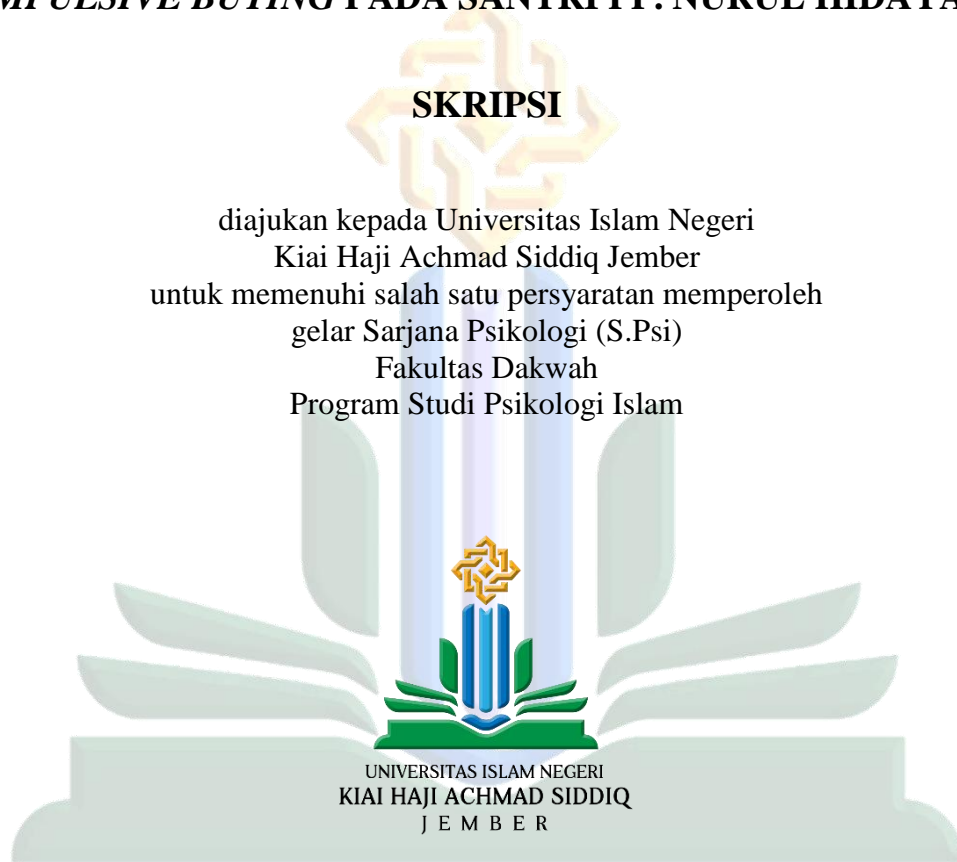 MPULSIVE BUYING PADA SANTRI PP. NURUL HIDAYA
SKRIPSI
diajukan kepada Universitas Islam Negeri
Kiai Haji Achmad Siddiq Jember
untuk memenuhi salah satu persyaratan memperoleh
gelar Sarjana Psikologi (S.Psi)
Fakultas Dakwah
Program Studi Psikologi Islam
UNIVERSITAS ISLAM NEGERI
KIAI HAJI ACHMAD SIDDIQ
JEMBER